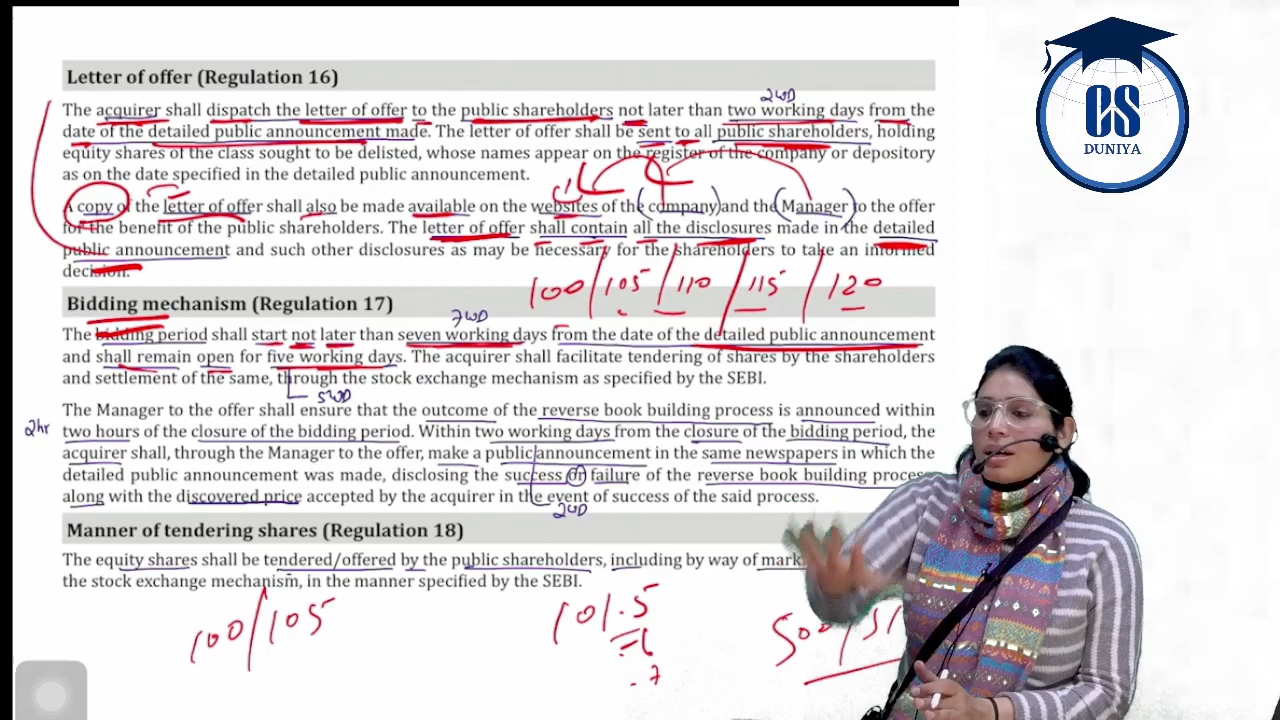 Letter of offer (Regulation 16)
2WD
The acquirer shall dispatch the letter of offer to the public shareholders not later than two working days from the
date of the detailed public announcement made. The letter of offer shall be sent to all public shareholders, holding
equity shares of the class sought to be delisted, whose names appear on the register of the company or depository
as on the date specified in the detailed public announcement.
A copy of the letter of offer shall also be made available on the websites of the company and the Manager to the offer
for the benefit of the public shareholders. The letter of offer shall contain all the disclosures made in the detailed
public announcement and such other disclosures as may be necessary for the shareholders to take an informed
decision.
100/105/110/115/120
Bidding mechanism (Regulation 17)
7WD
The bidding period shall start not later than seven working days from the date of the detailed public announcement
and shall remain open for five working days. The acquirer shall facilitate tendering of shares by the shareholders
and settlement of the same, through the stock exchange mechanism as specified by the SEBI.
5WD
The Manager to the offer shall ensure that the outcome of the reverse book building process is announced within
2hr
two hours of the closure of the bidding period. Within two working days from the closure of the bidding period, the
acquirer shall, through the Manager to the offer, make a public announcement in the same newspapers in which the
detailed public announcement was made, disclosing the success or failure of the reverse book building process
along with the discovered price accepted by the acquirer in the event of success of the said process.
2WD
Manner of tendering shares (Regulation 18)
The equity shares shall be tendered/offered by the public shareholders, including by way of
the stock exchange mechanism, in the manner specified by the SEBI.
100/105
101.5
.6
.7
500/
CS
DUNIYA